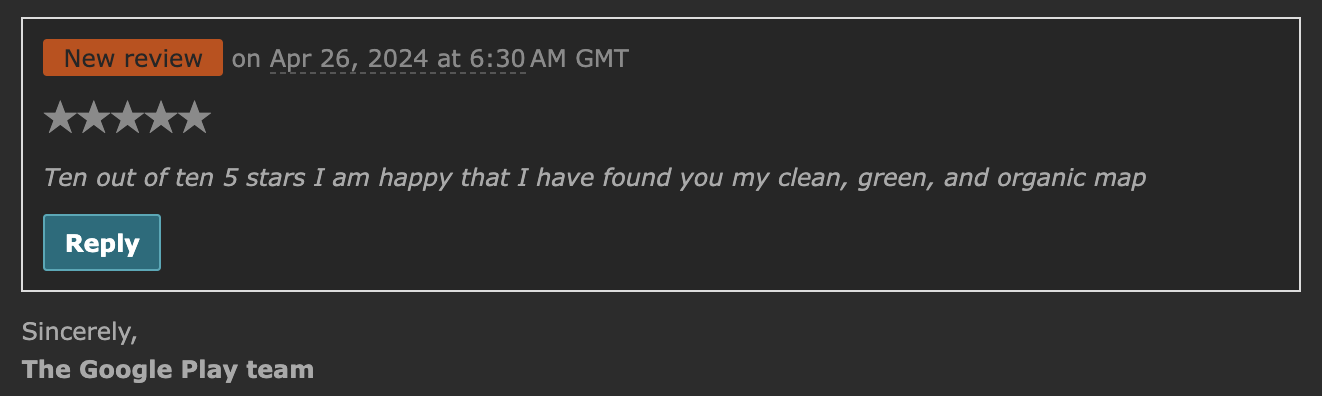 New review on Apr 26, 2024 at 6:30 AM GMT
Ten out of ten 5 stars I am happy that I have found you my clean, green, and organic map
Reply
Sincerely,
The Google Play team